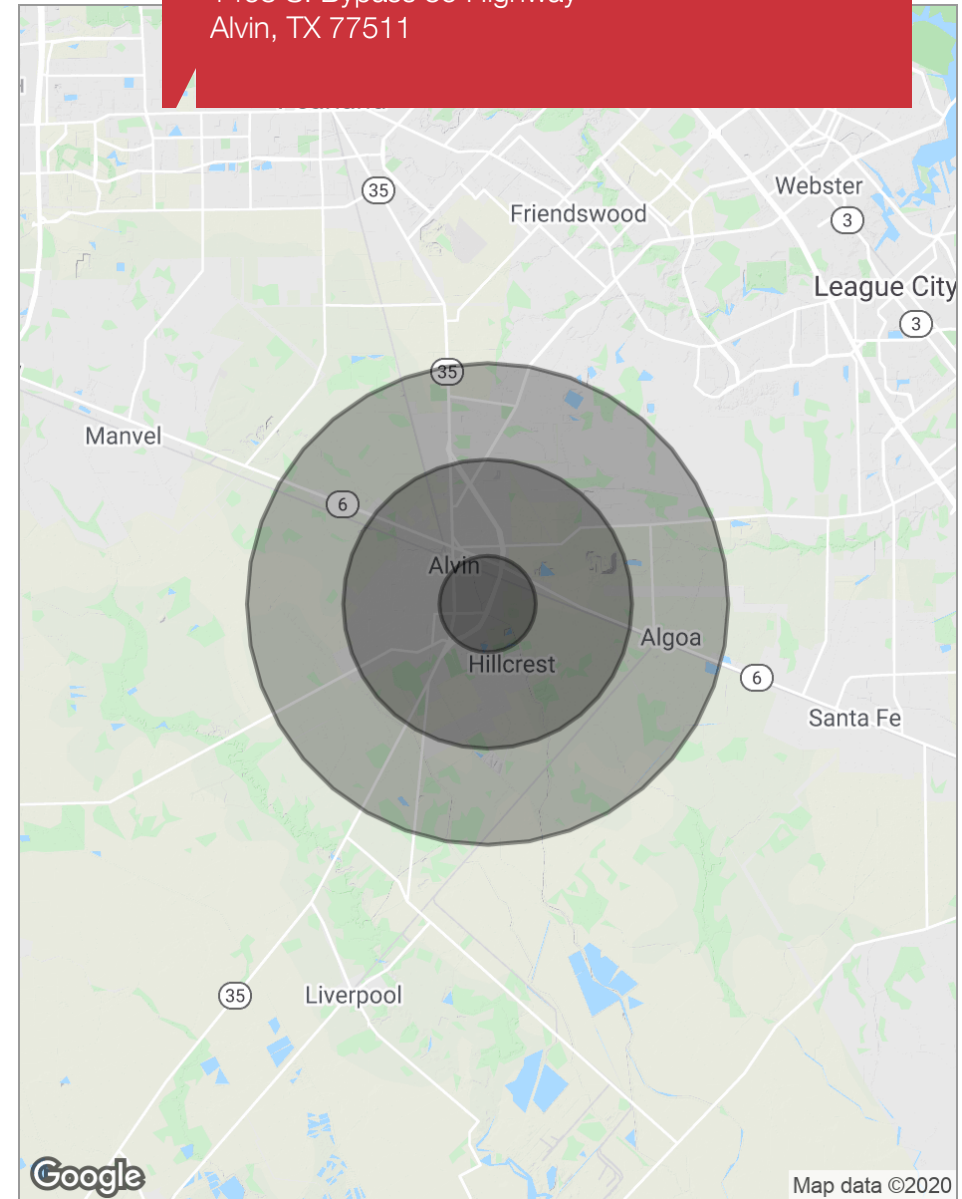 Alvin, TX 77511
35
Webster
3
Friendswood
League City
3
35
Manvel
6
Alvin
Algoa
Hillcrest
6
Santa Fe
35
Liverpool
Google
Map data ©2020